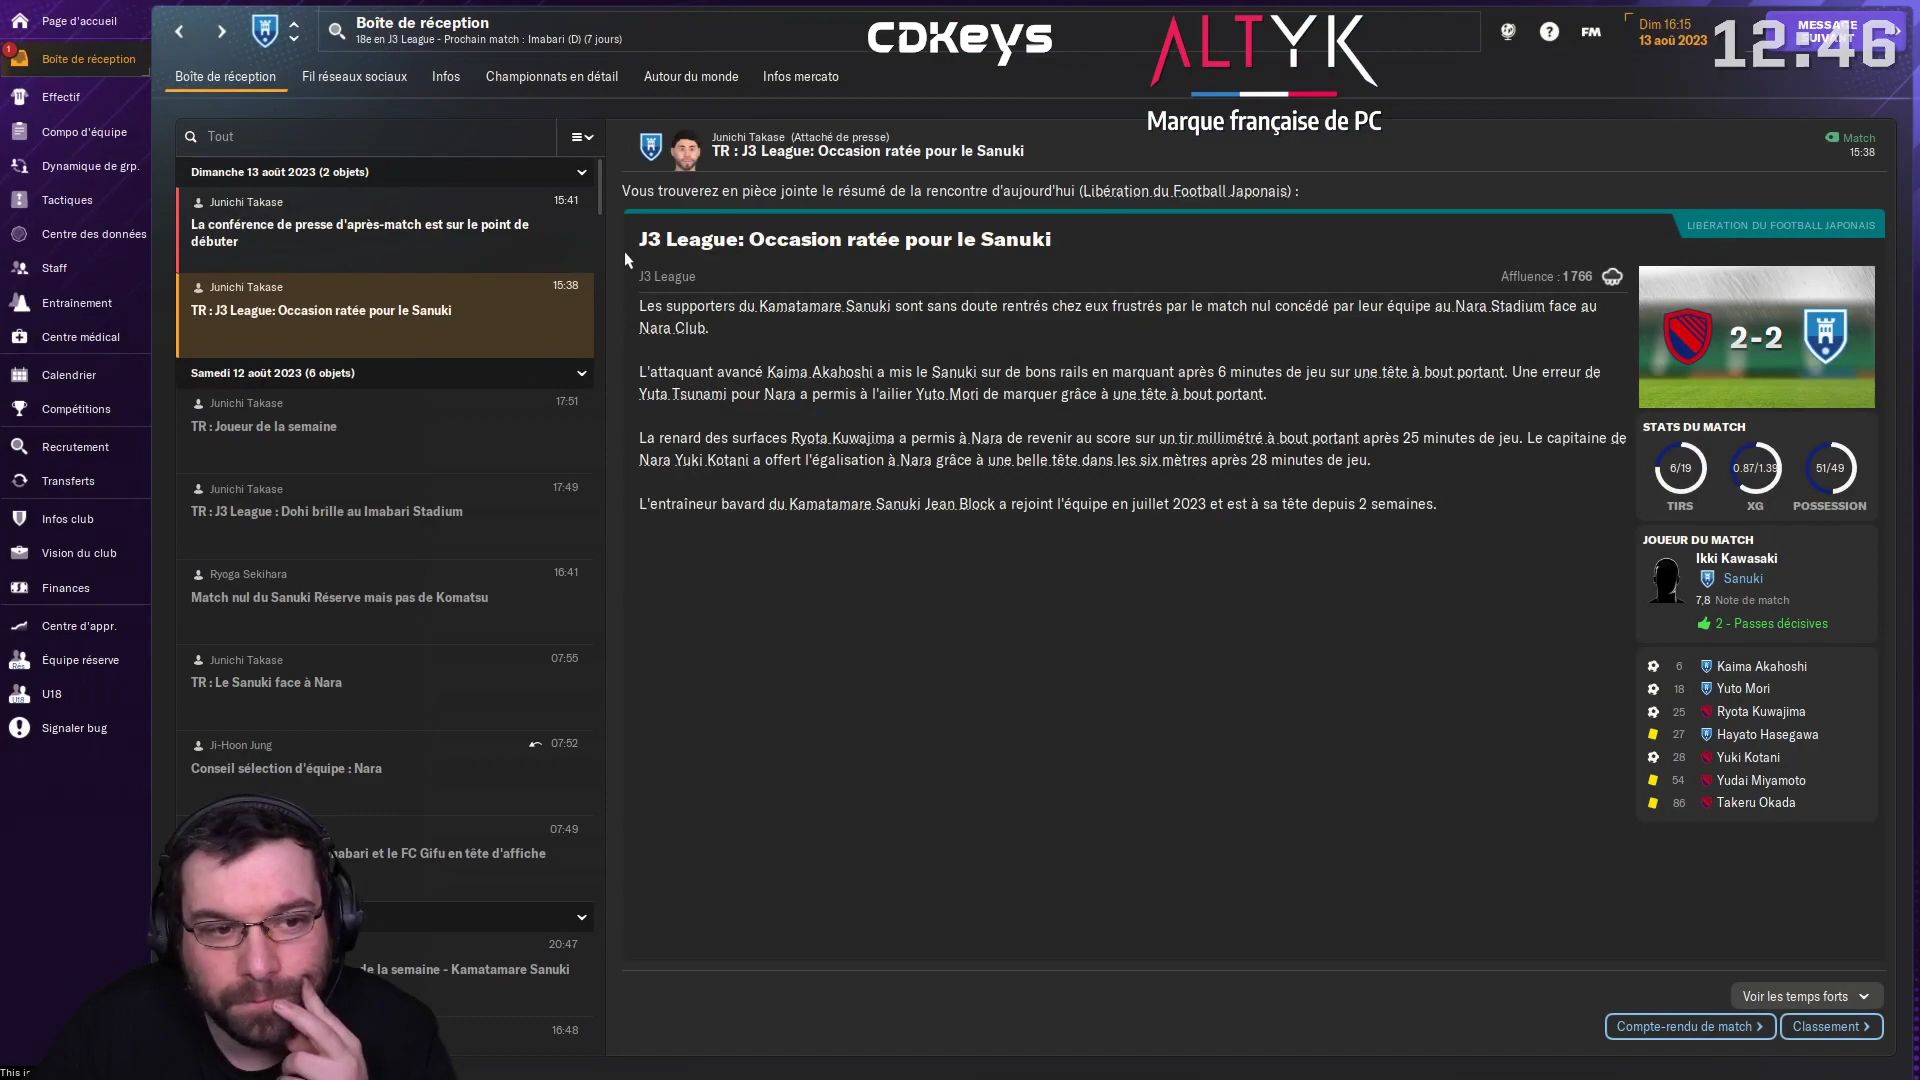 Page d'accueil
1
Boîte de réception
Effectif
Compo d'équipe
Dynamique de grp.
Tactiques
Centre des données
Staff
Entraînement
Centre médical
Calendrier
Compétitions
Recrutement
Transferts
Infos club
Vision du club
Finances
Centre d'appr.
Équipe réserve
U18
Signaler bug
Boîte de réception
18e en J3 League - Prochain match : Imabari (D) (7 jours)
CDKeys
ALTYK
Marque française de PC
FM
Dim 16:15
13 aoû 2023
MESSAGE
12:46
Boîte de réception
Fil réseaux sociaux
Infos
Championnats en détail
Autour du monde
Infos mercato
Tout
Dimanche 13 août 2023 (2 objets)
Junichi Takase 15:41
La conférence de presse d'après-match est sur le point de
débuter
Junichi Takase 15:38
TR : J3 League: Occasion ratée pour le Sanuki
Samedi 12 août 2023 (6 objets)
Junichi Takase 17:51
TR : Joueur de la semaine
Junichi Takase 17:49
TR : J3 League : Dohi brille au Imabari Stadium
Ryoga Sekihara 16:41
Match nul du Sanuki Réserve mais pas de Komatsu
Junichi Takase 07:55
TR : Le Sanuki face à Nara
Ji-Hoon Jung 07:52
Conseil sélection d'équipe : Nara
07:49
nabari et le FC Gifu en tête d'affiche
20:47
de la semaine - Kamatamare Sanuki
16:48
Junichi Takase (Attaché de presse)
TR : J3 League: Occasion ratée pour le Sanuki
Match
15:38
Vous trouverez en pièce jointe le résumé de la rencontre d'aujourd'hui (Libération du Football Japonais) :
LIBÉRATION DU FOOTBALL JAPONAIS
J3 League: Occasion ratée pour le Sanuki
J3 League
Affluence : 1 766
Les supporters du Kamatamare Sanuki sont sans doute rentrés chez eux frustrés par le match nul concédé par leur équipe au Nara Stadium face au
Nara Club.
L'attaquant avancé Kaima Akahoshi a mis le Sanuki sur de bons rails en marquant après 6 minutes de jeu sur une tête à bout portant. Une erreur de
Yuta Tsunami pour Nara a permis à l'ailier Yuto Mori de marquer grâce à une tête à bout portant.
La renard des surfaces Ryota Kuwajima a permis à Nara de revenir au score sur un tir millimétré à bout portant après 25 minutes de jeu. Le capitaine de
Nara Yuki Kotani a offert l'égalisation à Nara grâce à une belle tête dans les six mètres après 28 minutes de jeu.
L'entraîneur bavard du Kamatamare Sanuki Jean Block a rejoint l'équipe en juillet 2023 et est à sa tête depuis 2 semaines.
2-2
STATS DU MATCH
6/19
0.87/1.39
51/49
TIRS
XG
POSSESSION
JOUEUR DU MATCH
Ikki Kawasaki
Sanuki
7,8 Note de match
2 - Passes décisives
6 Kaima Akahoshi
18 Yuto Mori
25 Ryota Kuwajima
27 Hayato Hasegawa
28 Yuki Kotani
54 Yudai Miyamoto
86 Takeru Okada
Voir les temps forts
Compte-rendu de match
Classement
This is